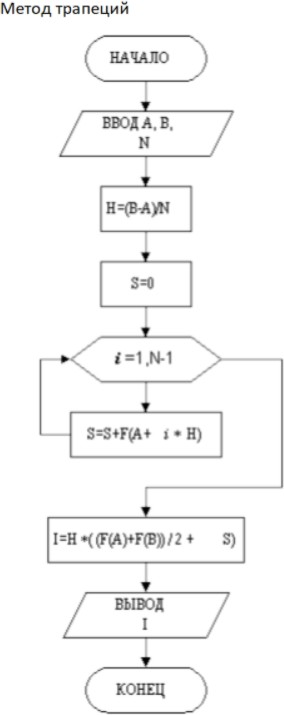 Метод трапеций
НАЧАЛО
ВВОД A, B,
N
H=(B-A)/N
S=0
i =1,N-1
S=S+F(A+ i * H)
I=H *( (F(A)+F(B)) / 2 + S)
ВЫВОД
I
КОНЕЦ